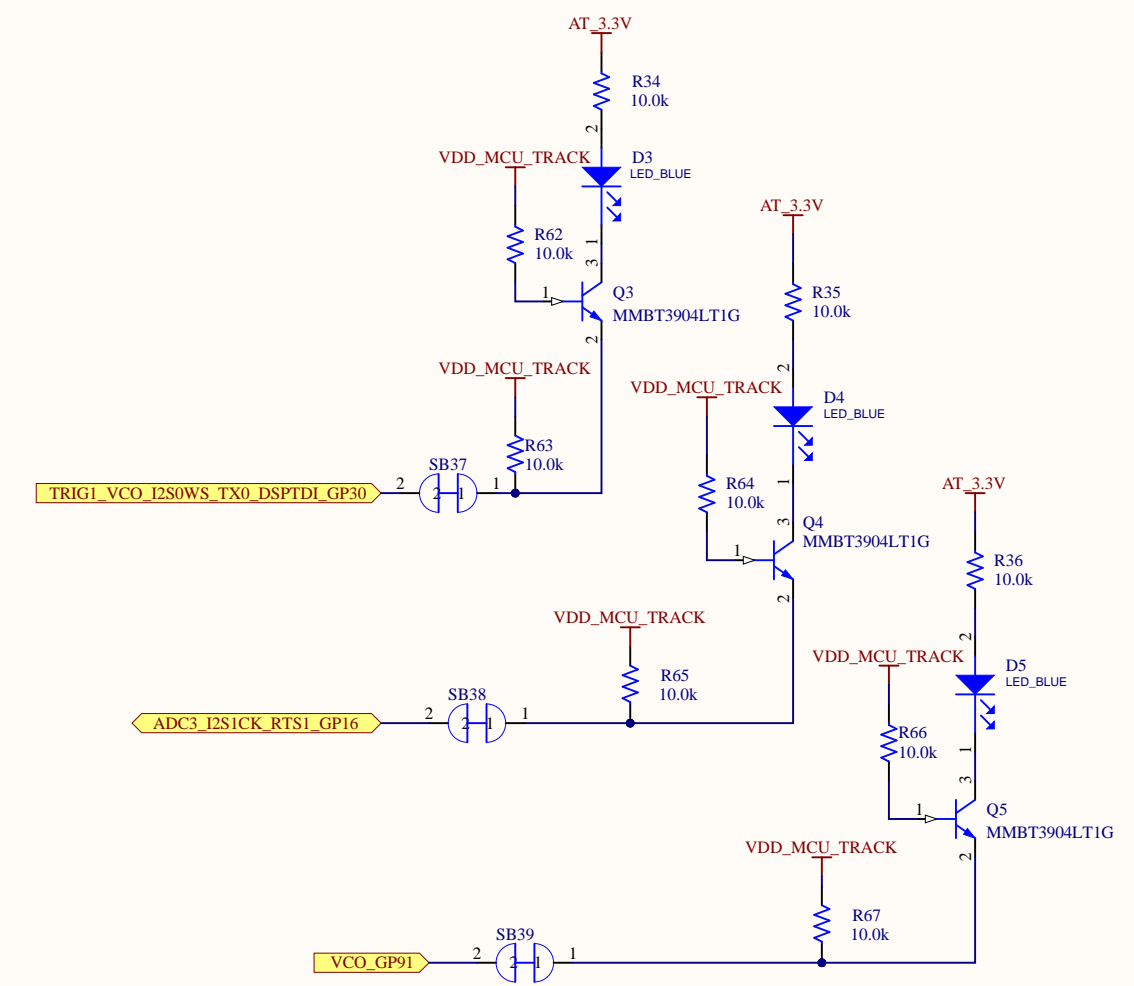 AT_3.3V
R34
10.0k
2
VDD_MCU_TRACK
D3
LED_BLUE
R62
10.0k
1
3
1
Q3
MMBT3904LT1G
2
VDD_MCU_TRACK
R63
10.0k
SB37
TRIG1_VCO_I2S0WS_TX0_DSPTDI_GP30
2
2
1
1
AT_3.3V
R35
10.0k
2
VDD_MCU_TRACK
D4
LED_BLUE
R64
10.0k
1
3
1
Q4
MMBT3904LT1G
2
VDD_MCU_TRACK
R65
10.0k
SB38
ADC3_I2S1CK_RTS1_GP16
2
2
1
1
AT_3.3V
R36
10.0k
2
VDD_MCU_TRACK
D5
LED_BLUE
R66
10.0k
1
3
1
Q5
MMBT3904LT1G
2
VDD_MCU_TRACK
R67
10.0k
SB39
VCO_GP91
2
2
1
1